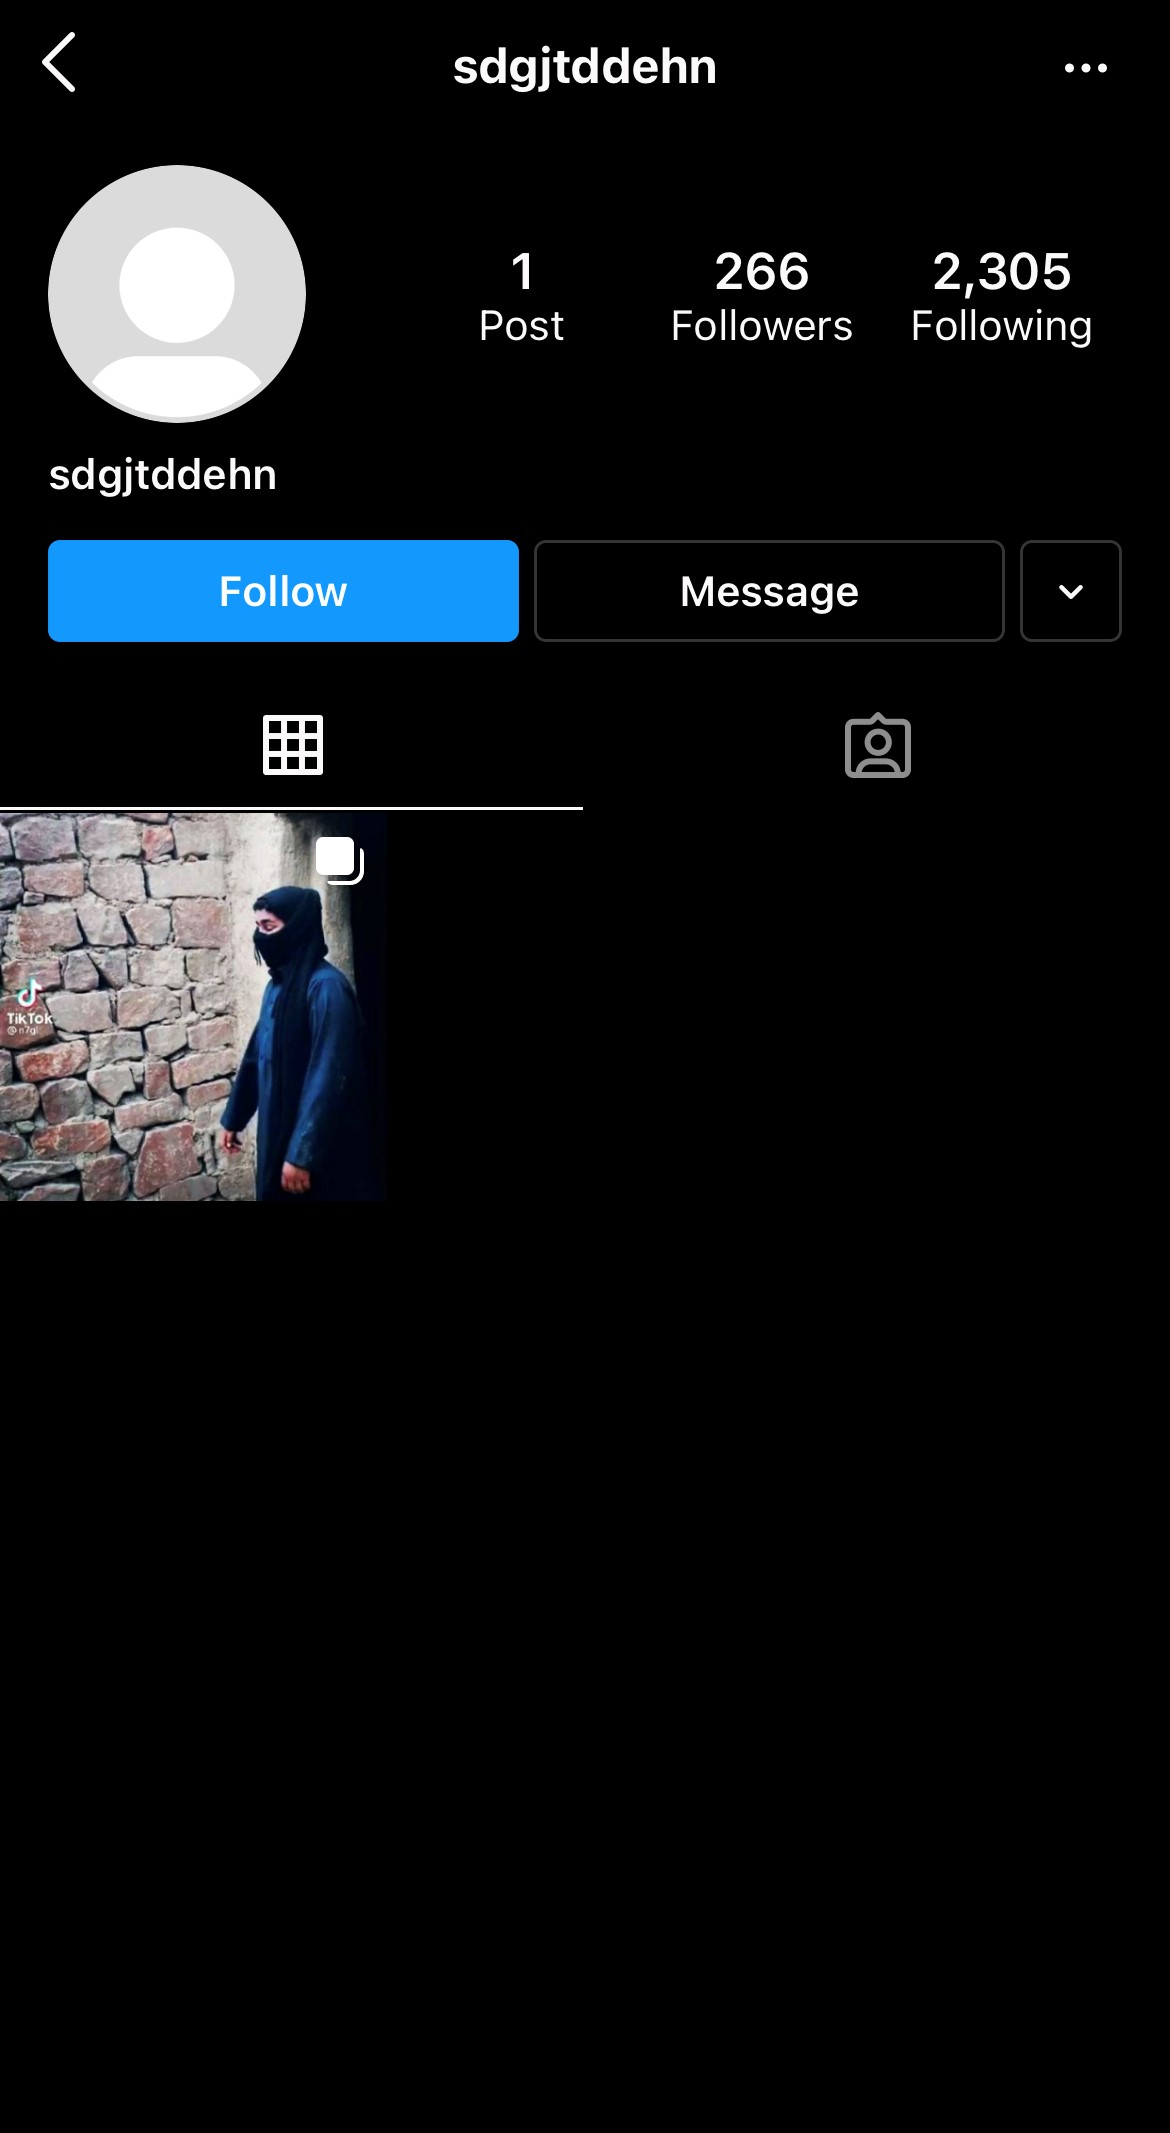 sdgjtddehn
1 266 2,305
Post Followers Following
sdgjtddehn
Follow Message
TikTok